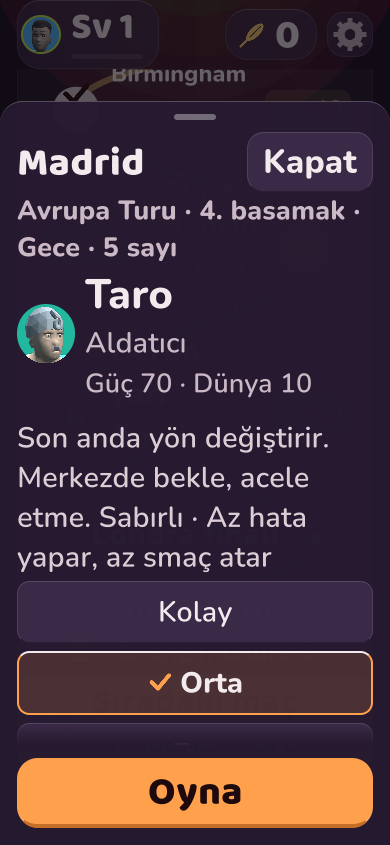 Sv 1
0
Birmingham
Madrid
Kapat
Avrupa Turu · 4. basamak ·
Gece · 5 sayı
Taro
Aldatıcı
Güç 70 · Dünya 10
Son anda yön değiştirir.
Merkezde bekle, acele
etme. Sabırlı · Az hata
yapar, az smaç atar
Kolay
Orta
Oyna